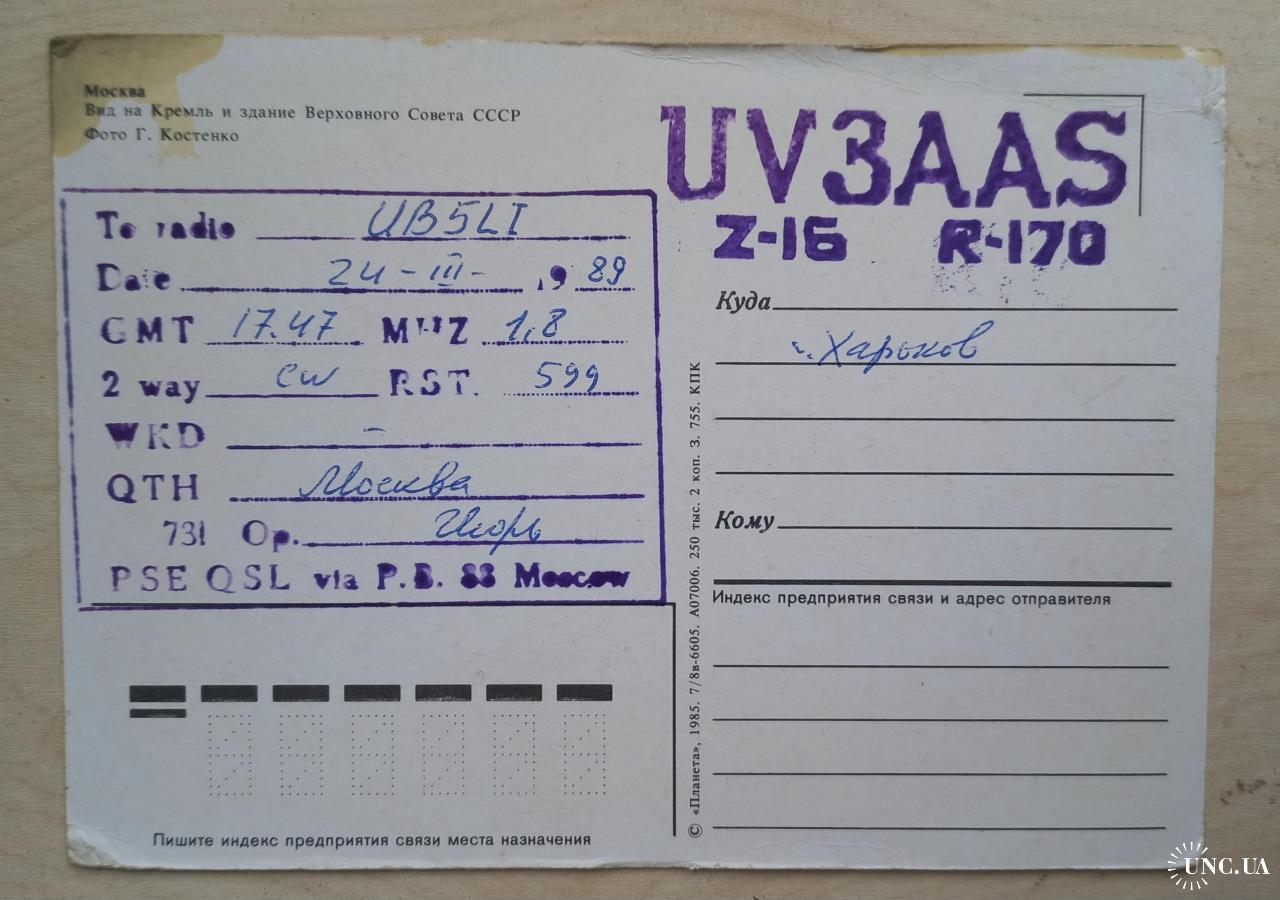 Москва
Вид на Кремль и здание Верховного Совета СССР
Фото Г. Костенко
UV3AAS
Z-16 R-170
To radio UB5LI
Date 24-III- 19 89
GMT 17.47 MHZ 1,8
2 way CW RST. 599
WKD -
QTH Москва
731 Op. Игорь
PSE QSL via P.B. 88 Moscow
Куда
г. Харьков
Кому
Индекс предприятия связи и адрес отправителя
© «Планета», 1985. 7/8в-6605. А07006. 250 тыс. 2 коп. З. 755. КПК
Пишите индекс предприятия связи места назначения
UNC.UA